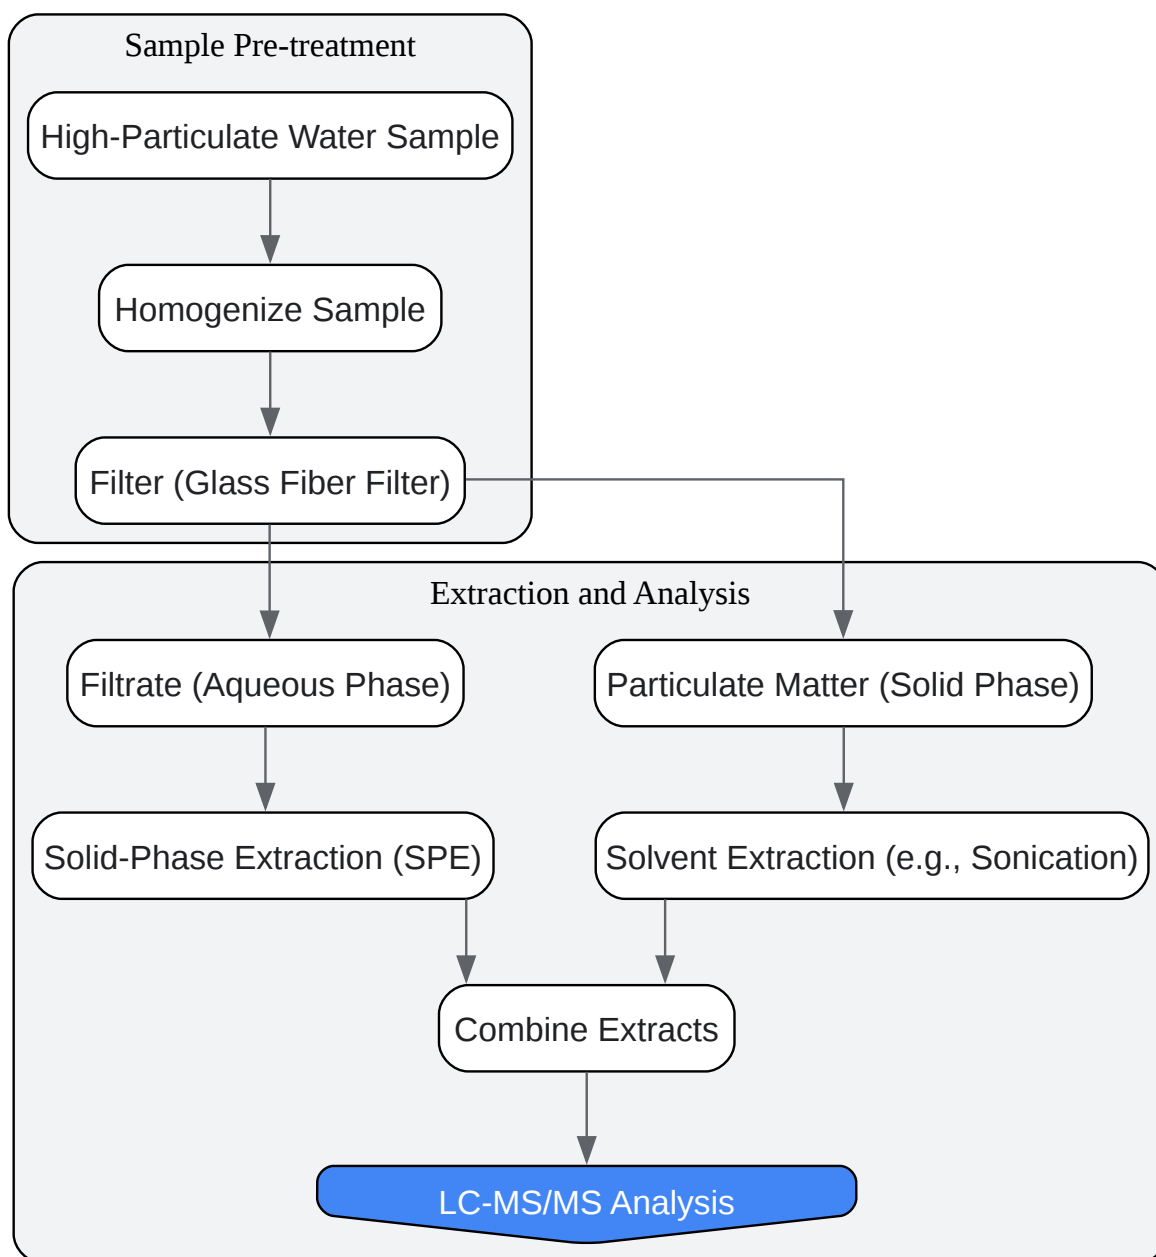 Sample Pre-treatment
High-Particulate Water Sample
Homogenize Sample
Filter (Glass Fiber Filter)
Extraction and Analysis
Filtrate (Aqueous Phase)
Particulate Matter (Solid Phase)
Solid-Phase Extraction (SPE)
Solvent Extraction (e.g., Sonication)
Combine Extracts
LC-MS/MS Analysis